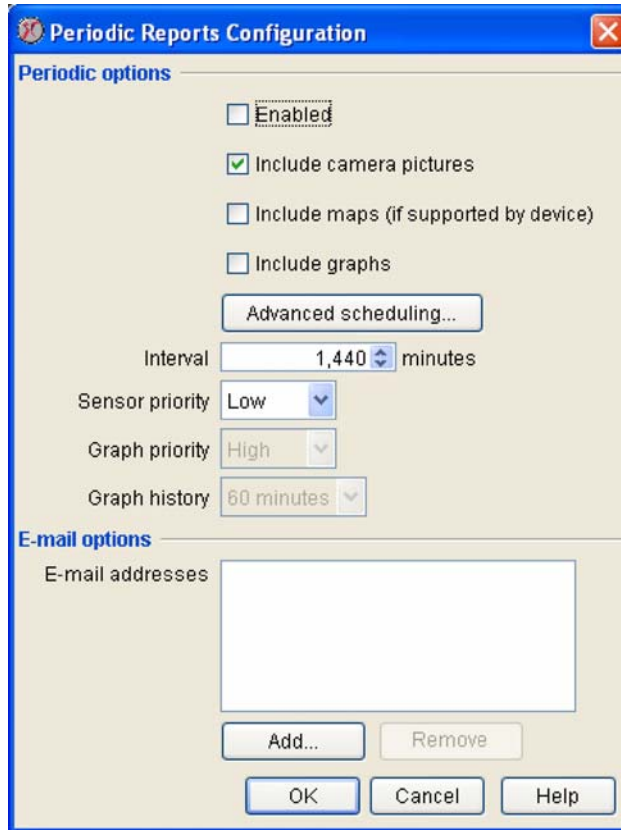 Periodic Reports Configuration
Periodic options
Enabled
Include camera pictures
Include maps (if supported by device)
Include graphs
Advanced scheduling...
Interval 1,440 minutes
Sensor priority Low
Graph priority High
Graph history 60 minutes
E-mail options
E-mail addresses
Add... Remove
OK Cancel Help